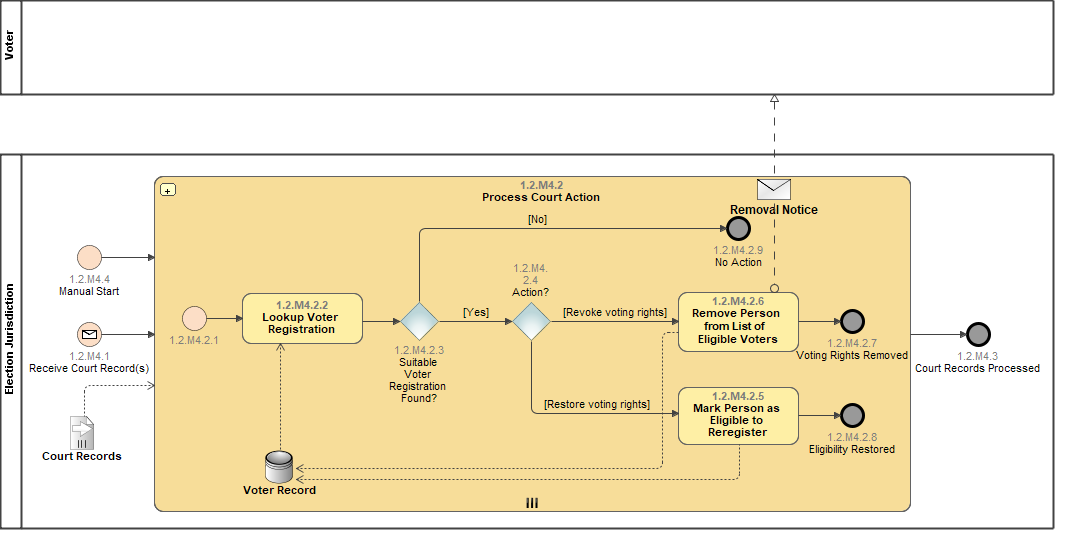 Voter
Election Jurisdiction
1.2.M4.2
Process Court Action
Removal Notice
[No]
1.2.M4.2.9
No Action
1.2.M4.4
Manual Start
1.2.M4.
2.4
Action?
1.2.M4.2.2
Lookup Voter
Registration
[Yes]
[Revoke voting rights]
1.2.M4.2.6
Remove Person
from List of
Eligible Voters
1.2.M4.2.1
1.2.M4.2.3
Suitable
Voter
Registration
Found?
1.2.M4.2.7
Voting Rights Removed
1.2.M4.1
Receive Court Record(s)
1.2.M4.3
Court Records Processed
[Restore voting rights]
1.2.M4.2.5
Mark Person as
Eligible to
Reregister
1.2.M4.2.8
Eligibility Restored
Court Records
Voter Record